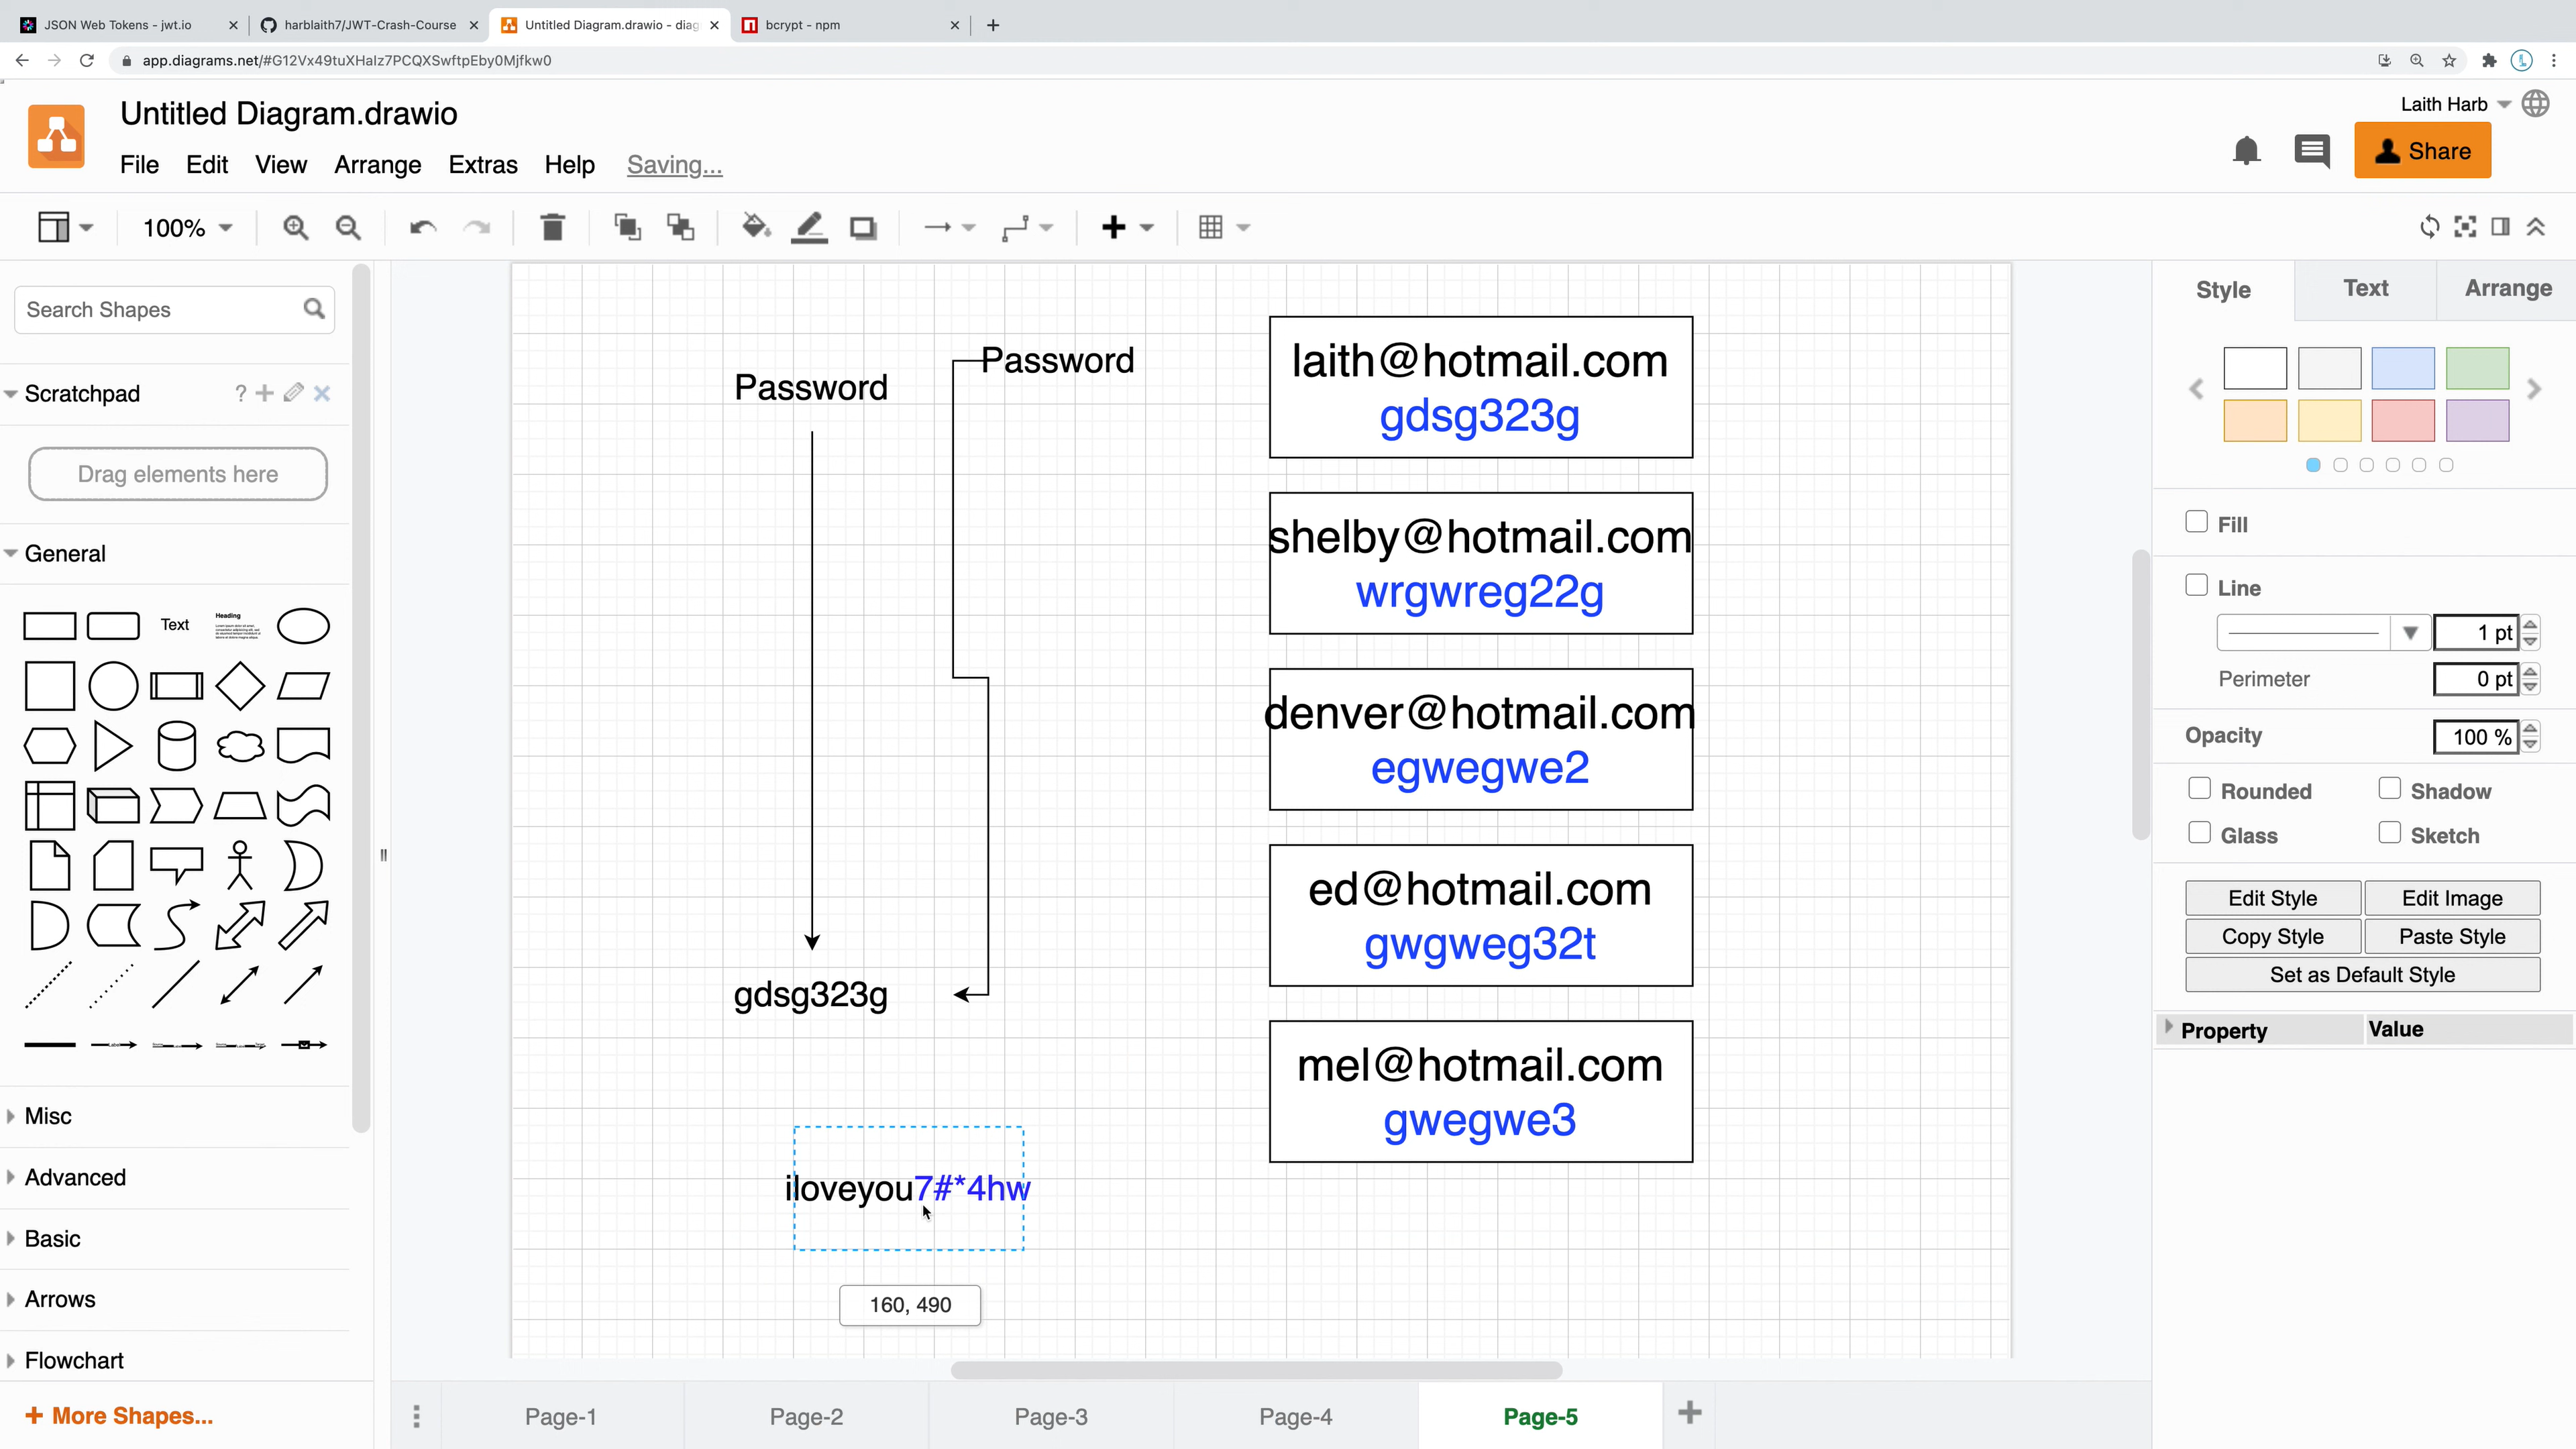 JSON Web Tokens - jwt.io
harblaith7/JWT-Crash-Course
Untitled Diagram.drawio - diag
bcrypt - npm
app.diagrams.net/#G12Vx49tuXHaIz7PCQXSwftpEby0Mjfkw0
Untitled Diagram.drawio
Laith Harb
File Edit View Arrange Extras Help Saving...
Share
100%
Search Shapes
Scratchpad
?
Drag elements here
General
Text
Heading
Misc
Advanced
Basic
Arrows
Flowchart
+ More Shapes...
Password
Password
gdsg323g
iloveyou7#*4hw
160, 490
laith@hotmail.com
gdsg323g
shelby@hotmail.com
wrgwreg22g
denver@hotmail.com
egwegwe2
ed@hotmail.com
gwgweg32t
mel@hotmail.com
gwegwe3
Style Text Arrange
Fill
Line
1 pt
Perimeter 0 pt
Opacity 100 %
Rounded Shadow
Glass Sketch
Edit Style Edit Image
Copy Style Paste Style
Set as Default Style
Property Value
Page-1 Page-2 Page-3 Page-4 Page-5